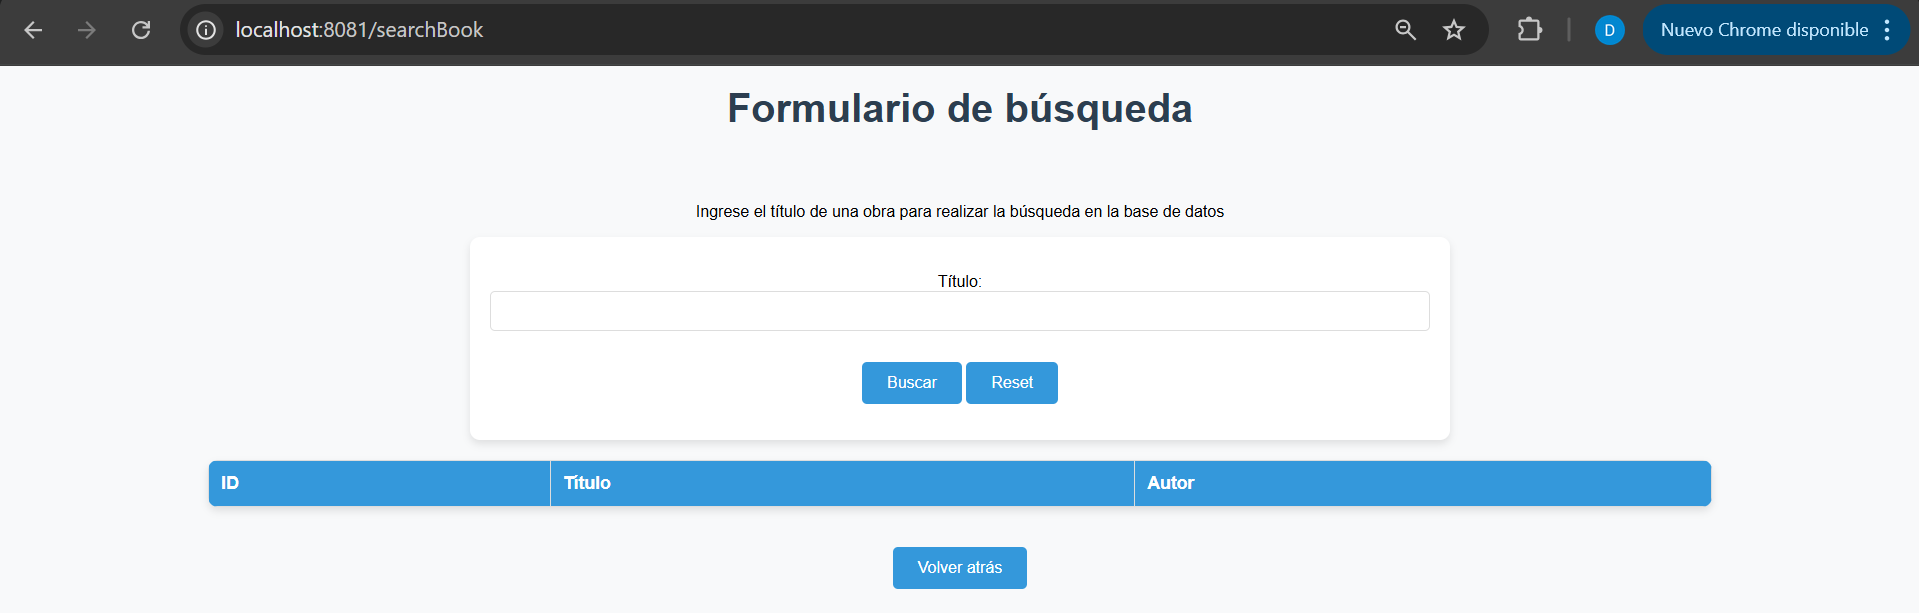 localhost:8081/searchBook
D
Nuevo Chrome disponible
Formulario de búsqueda
Ingrese el título de una obra para realizar la búsqueda en la base de datos
Título:
Buscar Reset
ID Título Autor
Volver atrás